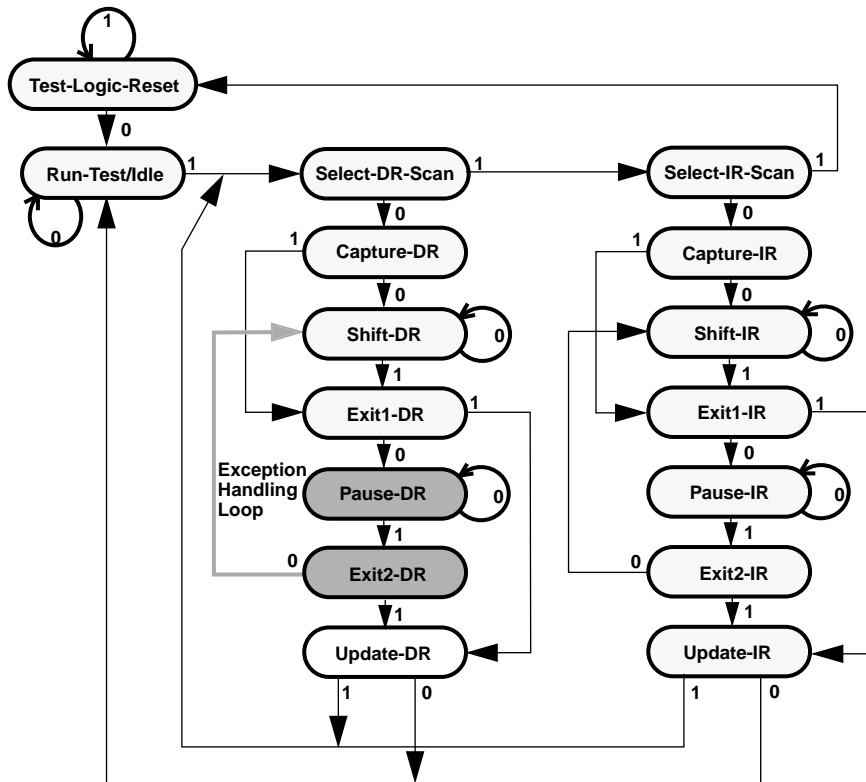 1
Test-Logic-Reset
0
Run-Test/Idle
1
0
Select-DR-Scan
1
Select-IR-Scan
1
0
0
1
Capture-DR
1
Capture-IR
0
0
Shift-DR
0
Shift-IR
0
1
1
Exit1-DR
1
Exit1-IR
1
0
0
Exception
Handling
Loop
Pause-DR
0
Pause-IR
0
1
1
0
Exit2-DR
0
Exit2-IR
1
1
Update-DR
Update-IR
1
0
1
0